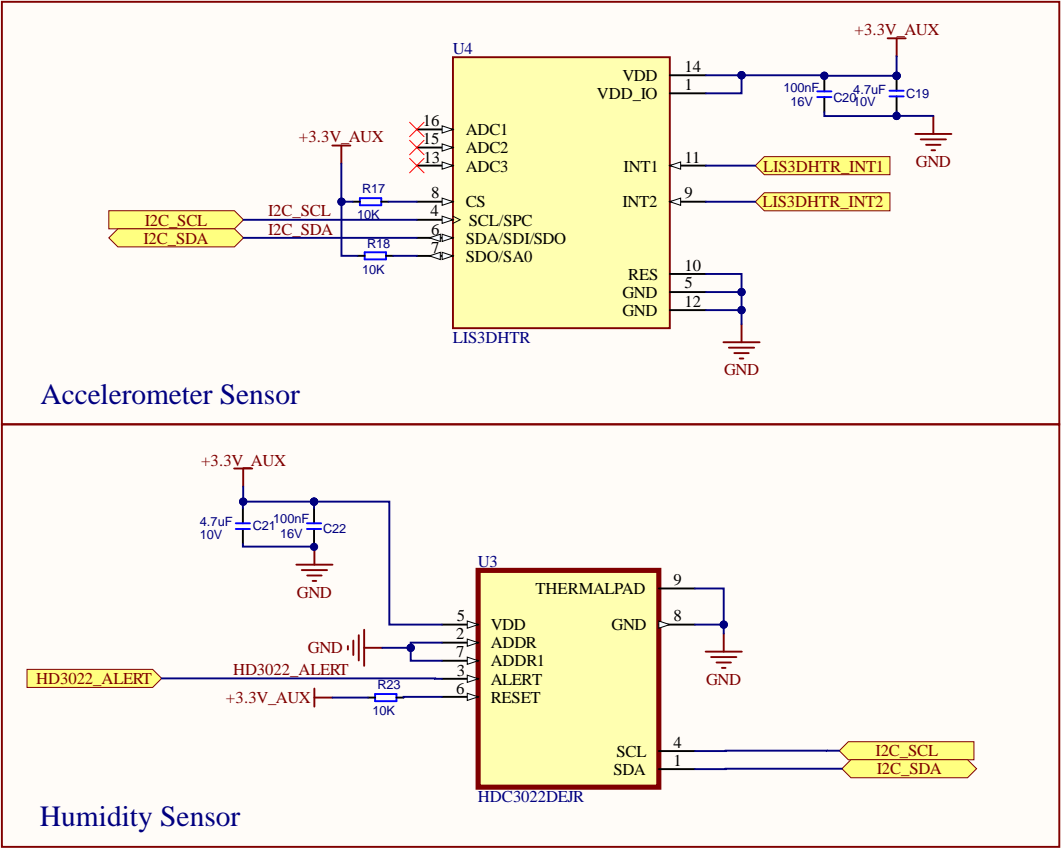 +3.3V_AUX
U4
VDD 14
VDD_IO 1
100nF
16V
C20
4.7uF
10V
C19
GND
16 ADC1
15 ADC2
13 ADC3
+3.3V_AUX
INT1 11 LIS3DHTR_INT1
R17
10K
8 CS
INT2 9 LIS3DHTR_INT2
I2C_SCL I2C_SCL 4 SCL/SPC
I2C_SDA I2C_SDA 6 SDA/SDI/SDO
R18
10K
7 SDO/SA0
RES 10
GND 5
GND 12
LIS3DHTR
GND
Accelerometer Sensor
+3.3V_AUX
4.7uF
10V
C21
100nF
16V
C22
GND
U3
THERMALPAD 9
5 VDD
GND 8
GND
2 ADDR
7 ADDR1
HD3022_ALERT HD3022_ALERT 3 ALERT
+3.3V_AUX
R23
10K
6 RESET
GND
SCL 4 I2C_SCL
SDA 1 I2C_SDA
HDC3022DEJR
Humidity Sensor